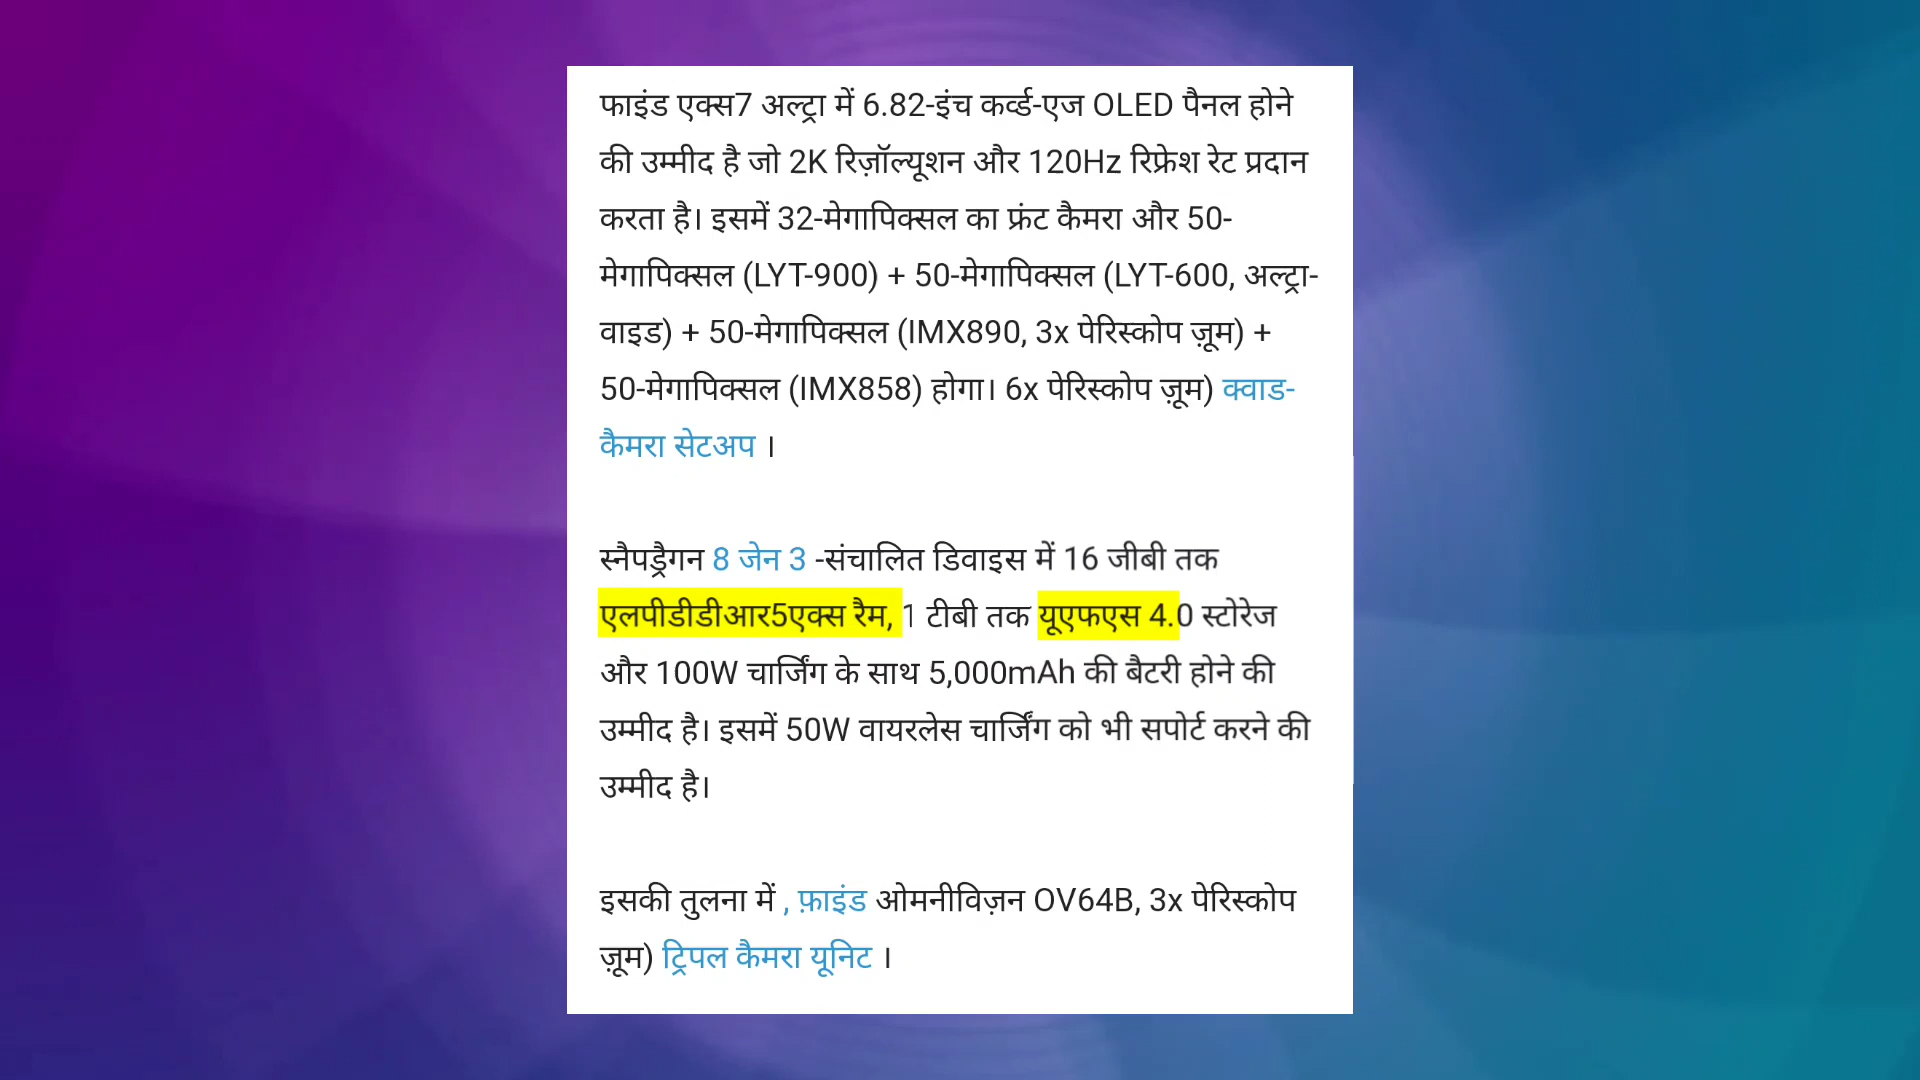 फाइंड एक्स7 अल्ट्रा में 6.82-इंच कर्व्ड-एज OLED पैनल होने
की उम्मीद है जो 2K रिज़ॉल्यूशन और 120Hz रिफ्रेश रेट प्रदान
करता है। इसमें 32-मेगापिक्सल का फ्रंट कैमरा और 50-
मेगापिक्सल (LYT-900) + 50-मेगापिक्सल (LYT-600, अल्ट्रा-
वाइड) + 50-मेगापिक्सल (IMX890, 3x पेरिस्कोप ज़ूम) +
50-मेगापिक्सल (IMX858) होगा। 6x पेरिस्कोप ज़ूम) क्वाड-
कैमरा सेटअप ।
स्नैपड्रैगन 8 जेन 3 -संचालित डिवाइस में 16 जीबी तक
एलपीडीडीआर5एक्स रैम, 1 टीबी तक यूएफएस 4.0 स्टोरेज
और 100W चार्जिंग के साथ 5,000mAh की बैटरी होने की
उम्मीद है। इसमें 50W वायरलेस चार्जिंग को भी सपोर्ट करने की
उम्मीद है।
इसकी तुलना में , फ़ाइंड ओमनीविज़न OV64B, 3x पेरिस्कोप
ज़ूम) ट्रिपल कैमरा यूनिट ।